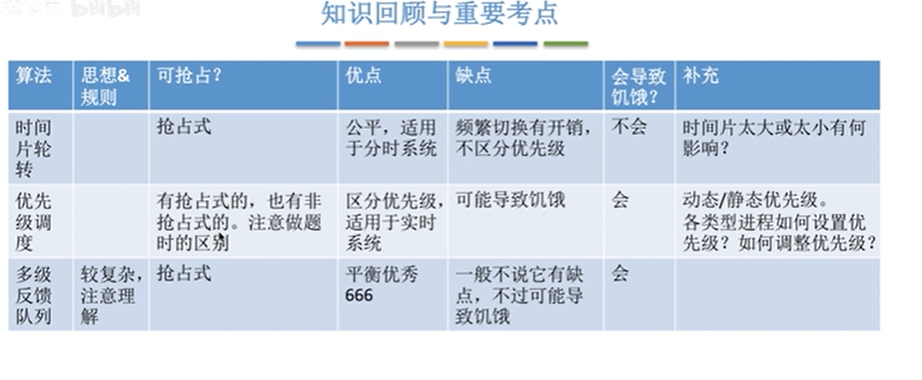 知识回顾与重要考点
算法
思想&
规则
可抢占？
优点
缺点
会导致
饥饿？
补充
时间
片轮
转
抢占式
公平，适用
于分时系统
频繁切换有开销，
不区分优先级
不会
时间片太大或太小有何
影响？
优先
级调
度
有抢占式的，也有非
抢占式的。注意做题
时的区别
区分优先级，
适用于实时
系统
可能导致饥饿
会
动态/静态优先级。
各类型进程如何设置优
先级？如何调整优先级？
多级
反馈
队列
较复杂，
注意理
解
抢占式
平衡优秀
666
一般不说它有缺
点，不过可能导
致饥饿
会